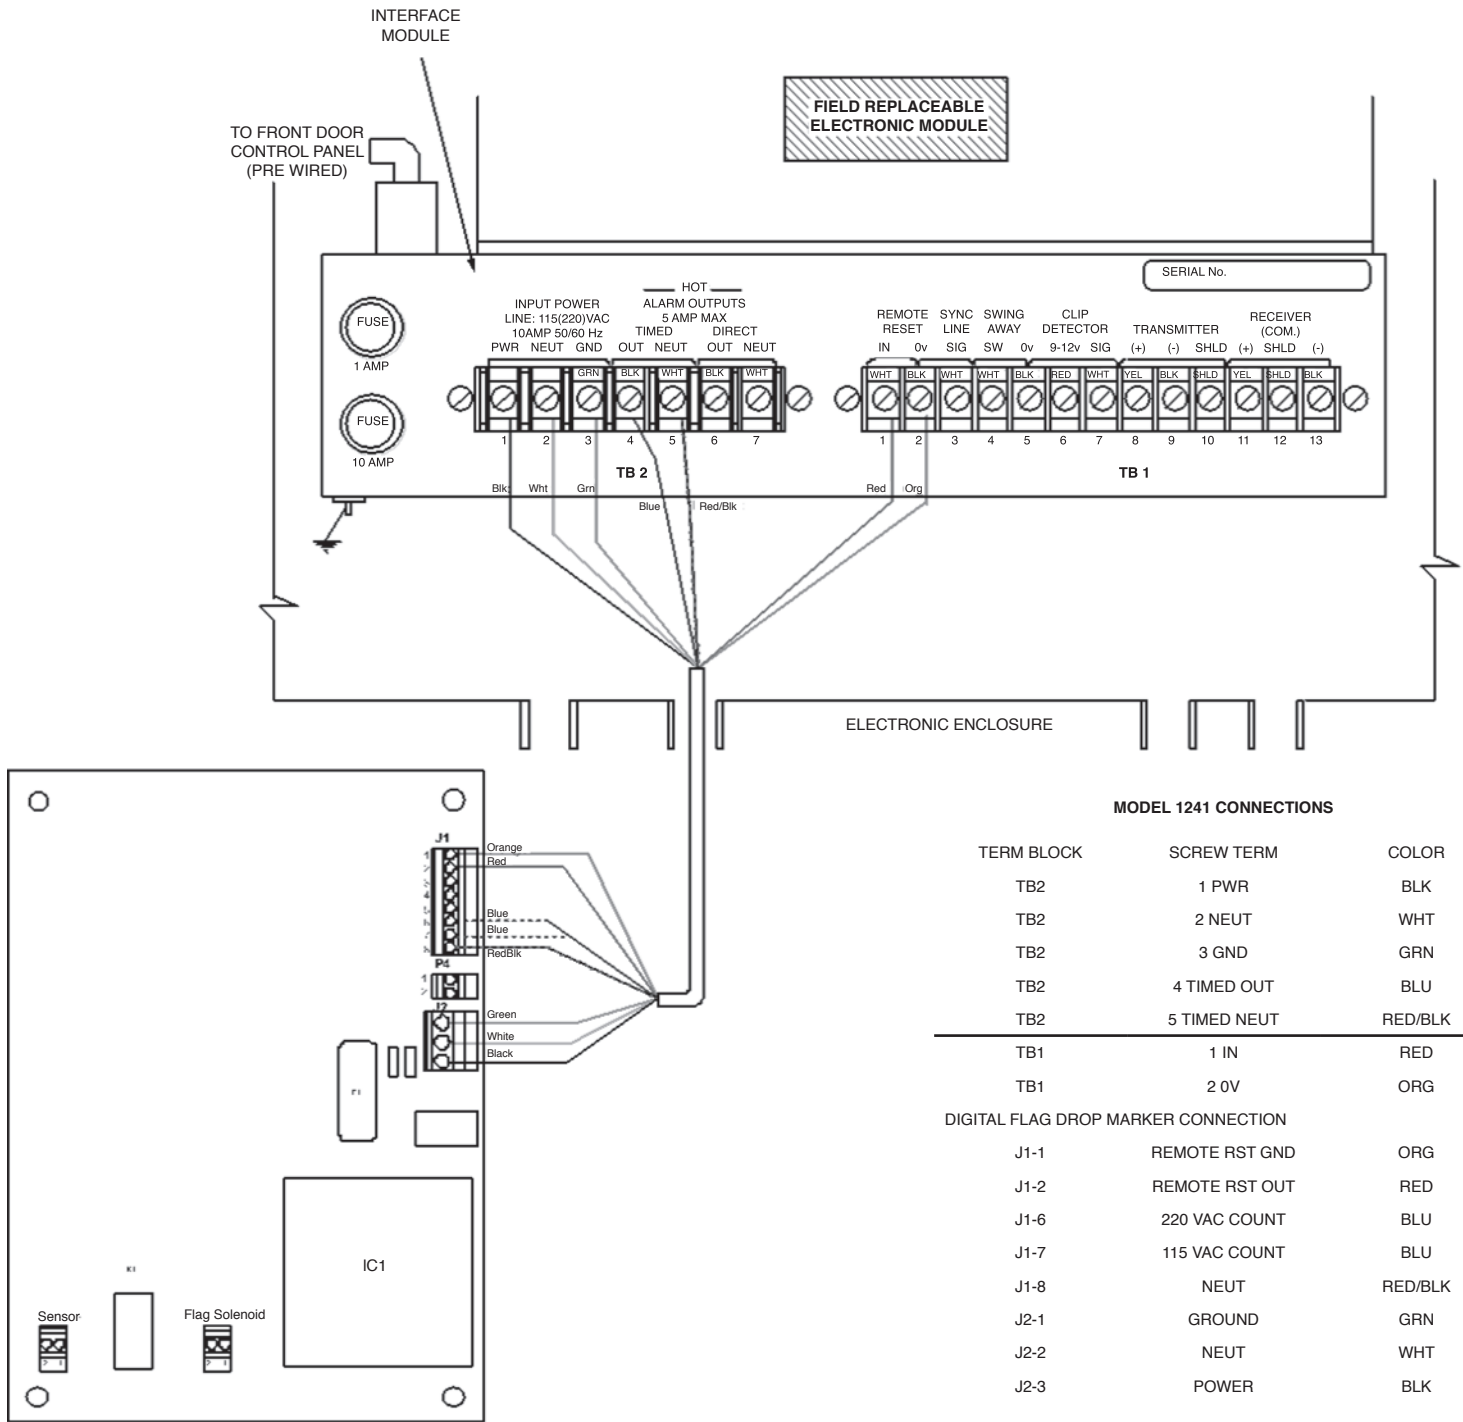 INTERFACE
MODULE
FIELD REPLACEABLE
ELECTRONIC MODULE
TO FRONT DOOR
CONTROL PANEL
(PRE WIRED)
SERIAL No.
FUSE
1 AMP
FUSE
10 AMP
INPUT POWER
LINE: 115(220)VAC
10AMP 50/60 Hz
PWR NEUT GND
HOT
ALARM OUTPUTS
5 AMP MAX
TIMED DIRECT
OUT NEUT OUT NEUT
GRN BLK WHT BLK WHT
1 2 3 4 5 6 7
TB 2
REMOTE RESET
IN 0v
SYNC LINE
SIG
SWING AWAY
SW 0v
CLIP DETECTOR
9-12v SIG
TRANSMITTER
(+) (-) SHLD
RECEIVER (COM.)
(+) SHLD (-)
WHT BLK WHT WHT BLK RED WHT YEL BLK SHLD YEL SHLD BLK
1 2 3 4 5 6 7 8 9 10 11 12 13
TB 1
Blk Wht Grn
Blue Red/Blk
Red Org
ELECTRONIC ENCLOSURE
J1
Orange
Red
Blue
Blue
RedBlk
P4
J2
Green
White
Black
F1
IC1
K1
Sensor
2 1
Flag Solenoid
2 1
MODEL 1241 CONNECTIONS
TERM BLOCK SCREW TERM COLOR
TB2 1 PWR BLK
TB2 2 NEUT WHT
TB2 3 GND GRN
TB2 4 TIMED OUT BLU
TB2 5 TIMED NEUT RED/BLK
TB1 1 IN RED
TB1 2 0V ORG
DIGITAL FLAG DROP MARKER CONNECTION
J1-1 REMOTE RST GND ORG
J1-2 REMOTE RST OUT RED
J1-6 220 VAC COUNT BLU
J1-7 115 VAC COUNT BLU
J1-8 NEUT RED/BLK
J2-1 GROUND GRN
J2-2 NEUT WHT
J2-3 POWER BLK